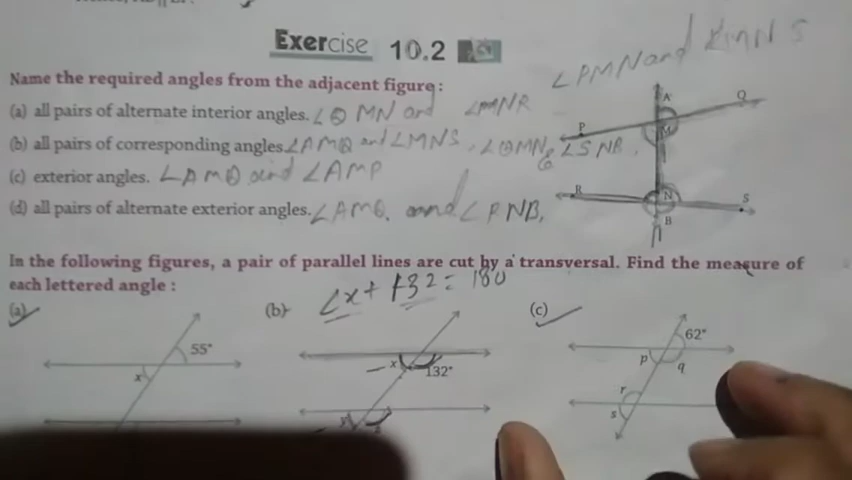 Exercise 10.2
∠PMN and ∠MN S
Name the required angles from the adjacent figure :
(a) all pairs of alternate interior angles. ∠Q MN and ∠MNR
(b) all pairs of corresponding angles ∠AMQ and ∠MNS, ∠QMN & ∠SNB.
(c) exterior angles. ∠AMQ and ∠AMP
(d) all pairs of alternate exterior angles. ∠AMQ. and ∠RNB.
A Q
P M
R N S
B
In the following figures, a pair of parallel lines are cut by a transversal. Find the measure of
each lettered angle :
∠x + 132 = 180
(a) (b) (c)
55° x
x 132°
y
62° p q
r s